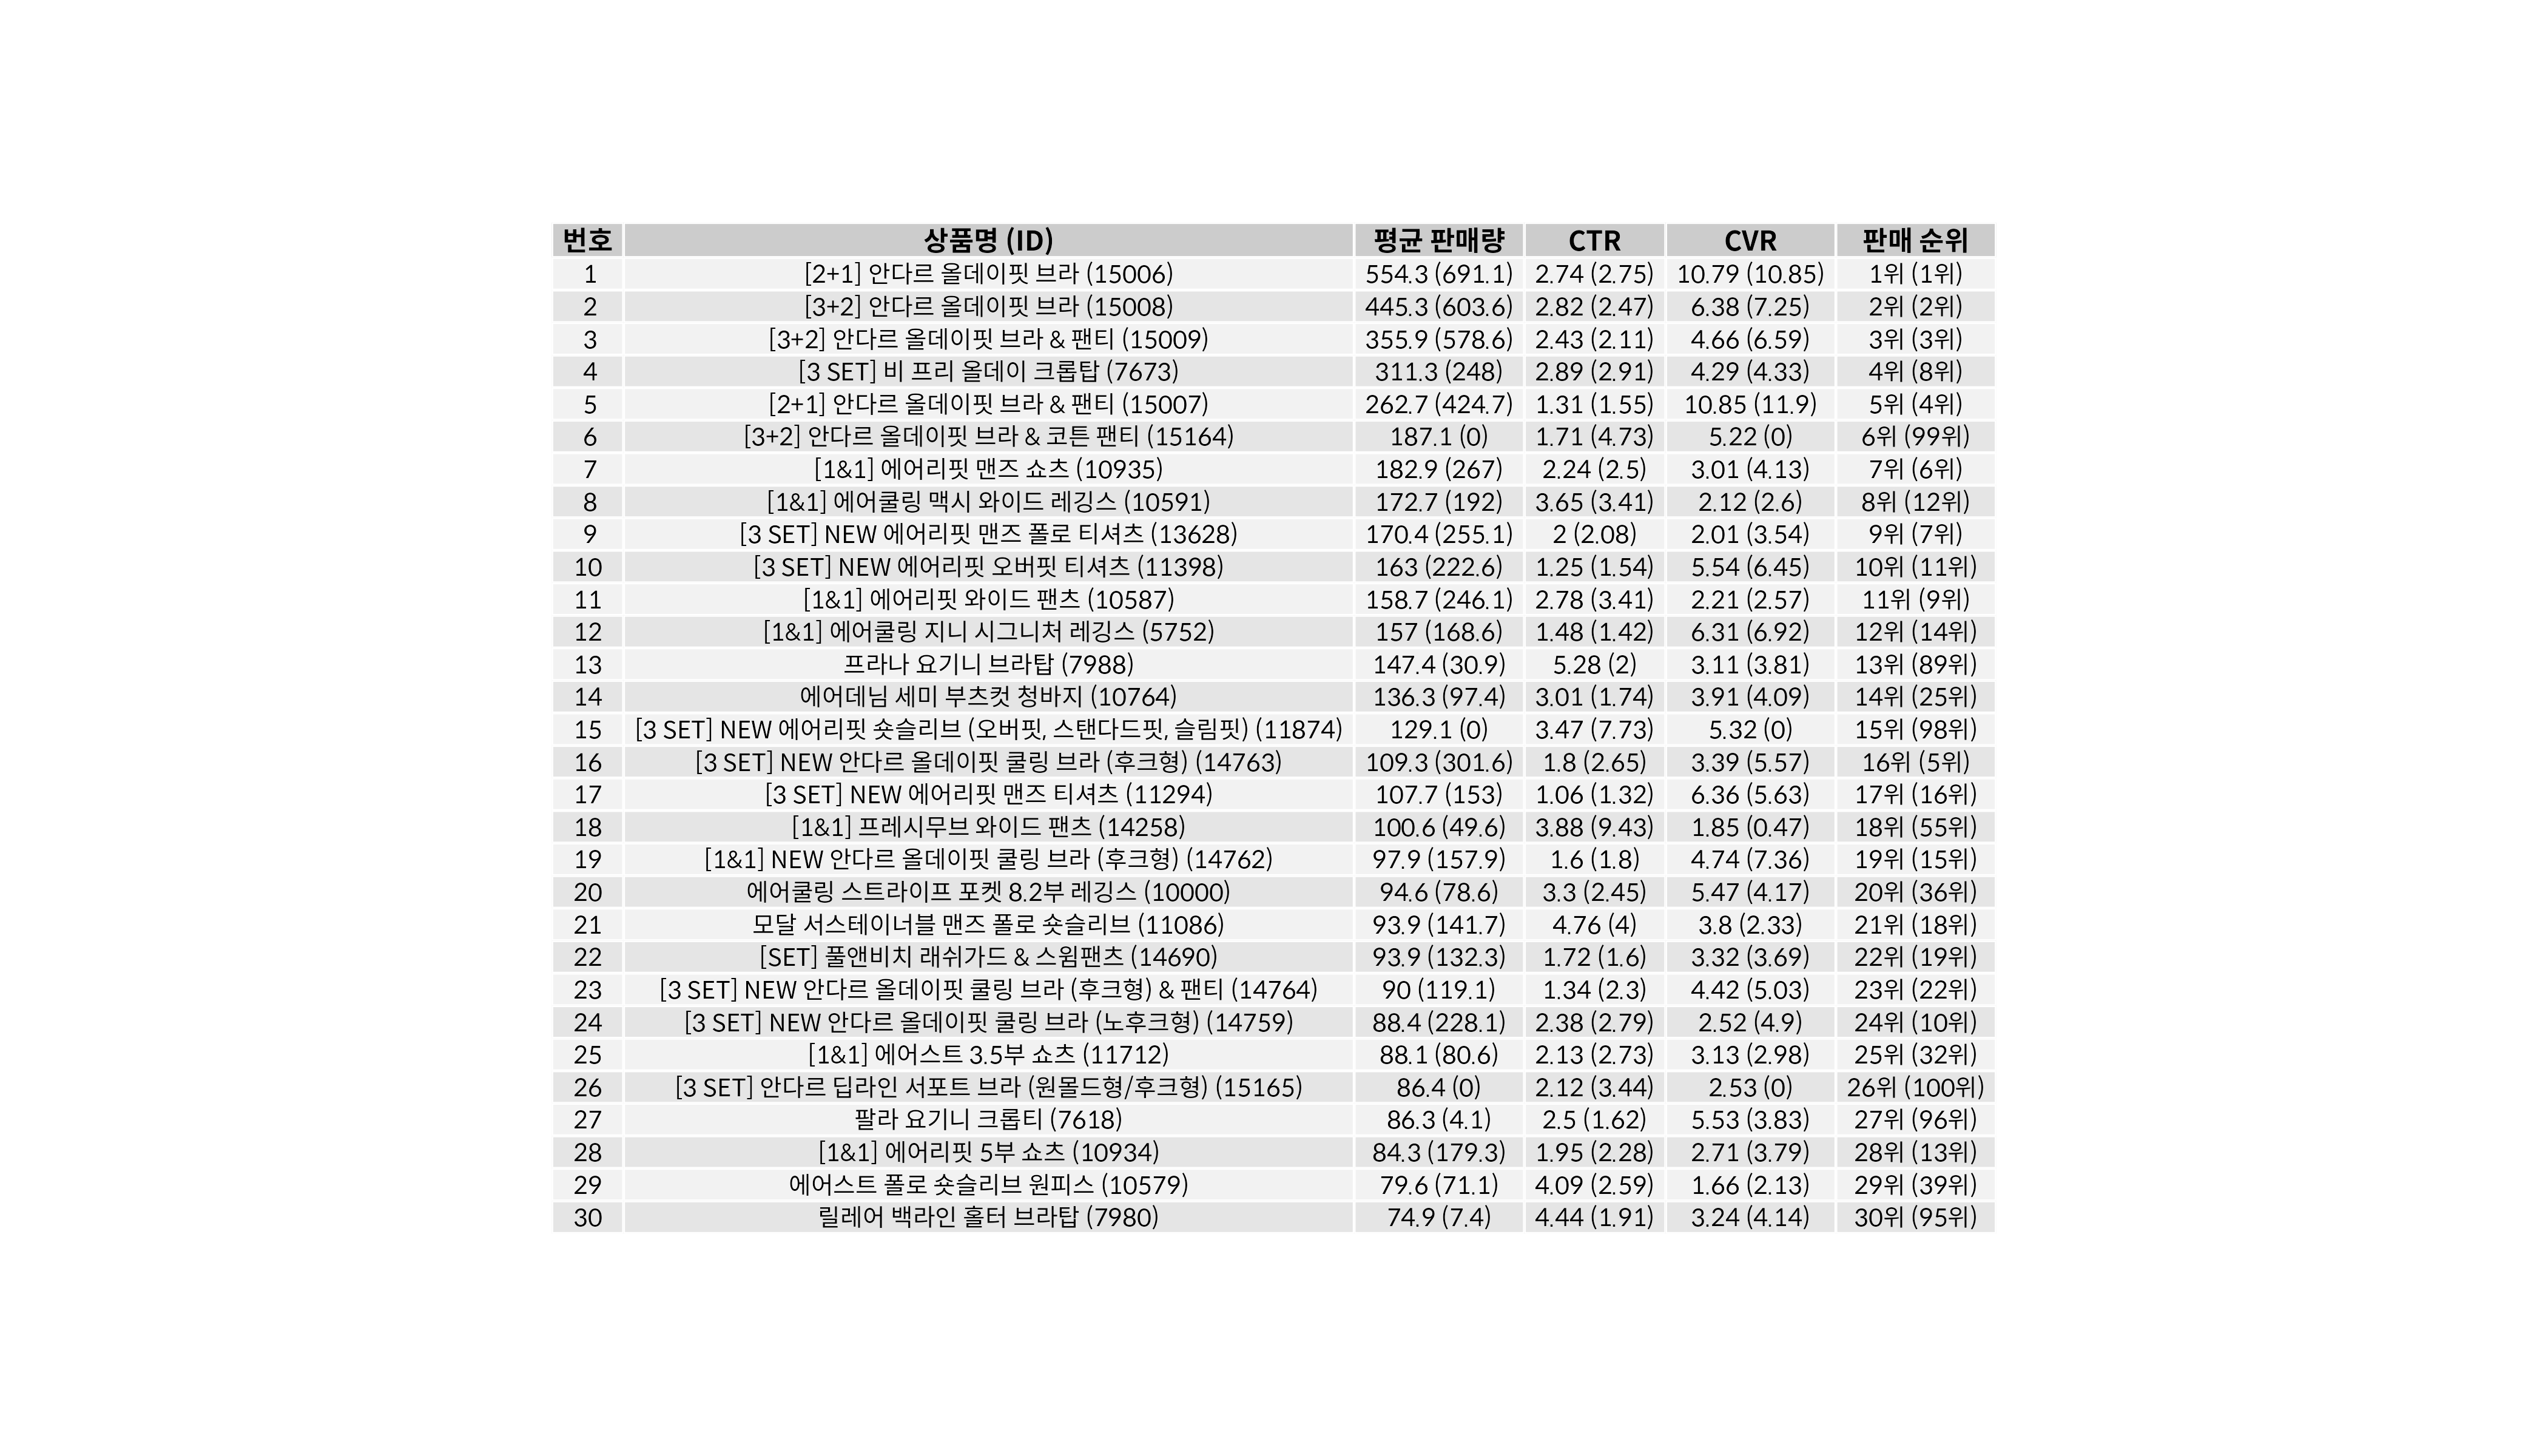 번호 상품명 (ID) 평균 판매량 CTR CVR 판매 순위
1 [2+1] 안다르 올데이핏 브라 (15006) 554.3 (691.1) 2.74 (2.75) 10.79 (10.85) 1위 (1위)
2 [3+2] 안다르 올데이핏 브라 (15008) 445.3 (603.6) 2.82 (2.47) 6.38 (7.25) 2위 (2위)
3 [3+2] 안다르 올데이핏 브라 & 팬티 (15009) 355.9 (578.6) 2.43 (2.11) 4.66 (6.59) 3위 (3위)
4 [3 SET] 비 프리 올데이 크롭탑 (7673) 311.3 (248) 2.89 (2.91) 4.29 (4.33) 4위 (8위)
5 [2+1] 안다르 올데이핏 브라 & 팬티 (15007) 262.7 (424.7) 1.31 (1.55) 10.85 (11.9) 5위 (4위)
6 [3+2] 안다르 올데이핏 브라 & 코튼 팬티 (15164) 187.1 (0) 1.71 (4.73) 5.22 (0) 6위 (99위)
7 [1&1] 에어리핏 맨즈 쇼츠 (10935) 182.9 (267) 2.24 (2.5) 3.01 (4.13) 7위 (6위)
8 [1&1] 에어쿨링 맥시 와이드 레깅스 (10591) 172.7 (192) 3.65 (3.41) 2.12 (2.6) 8위 (12위)
9 [3 SET] NEW 에어리핏 맨즈 폴로 티셔츠 (13628) 170.4 (255.1) 2 (2.08) 2.01 (3.54) 9위 (7위)
10 [3 SET] NEW 에어리핏 오버핏 티셔츠 (11398) 163 (222.6) 1.25 (1.54) 5.54 (6.45) 10위 (11위)
11 [1&1] 에어리핏 와이드 팬츠 (10587) 158.7 (246.1) 2.78 (3.41) 2.21 (2.57) 11위 (9위)
12 [1&1] 에어쿨링 지니 시그니처 레깅스 (5752) 157 (168.6) 1.48 (1.42) 6.31 (6.92) 12위 (14위)
13 프라나 요기니 브라탑 (7988) 147.4 (30.9) 5.28 (2) 3.11 (3.81) 13위 (89위)
14 에어데님 세미 부츠컷 청바지 (10764) 136.3 (97.4) 3.01 (1.74) 3.91 (4.09) 14위 (25위)
15 [3 SET] NEW 에어리핏 숏슬리브 (오버핏, 스탠다드핏, 슬림핏) (11874) 129.1 (0) 3.47 (7.73) 5.32 (0) 15위 (98위)
16 [3 SET] NEW 안다르 올데이핏 쿨링 브라 (후크형) (14763) 109.3 (301.6) 1.8 (2.65) 3.39 (5.57) 16위 (5위)
17 [3 SET] NEW 에어리핏 맨즈 티셔츠 (11294) 107.7 (153) 1.06 (1.32) 6.36 (5.63) 17위 (16위)
18 [1&1] 프레시무브 와이드 팬츠 (14258) 100.6 (49.6) 3.88 (9.43) 1.85 (0.47) 18위 (55위)
19 [1&1] NEW 안다르 올데이핏 쿨링 브라 (후크형) (14762) 97.9 (157.9) 1.6 (1.8) 4.74 (7.36) 19위 (15위)
20 에어쿨링 스트라이프 포켓 8.2부 레깅스 (10000) 94.6 (78.6) 3.3 (2.45) 5.47 (4.17) 20위 (36위)
21 모달 서스테이너블 맨즈 폴로 숏슬리브 (11086) 93.9 (141.7) 4.76 (4) 3.8 (2.33) 21위 (18위)
22 [SET] 풀앤비치 래쉬가드 & 스윔팬츠 (14690) 93.9 (132.3) 1.72 (1.6) 3.32 (3.69) 22위 (19위)
23 [3 SET] NEW 안다르 올데이핏 쿨링 브라 (후크형) & 팬티 (14764) 90 (119.1) 1.34 (2.3) 4.42 (5.03) 23위 (22위)
24 [3 SET] NEW 안다르 올데이핏 쿨링 브라 (노후크형) (14759) 88.4 (228.1) 2.38 (2.79) 2.52 (4.9) 24위 (10위)
25 [1&1] 에어스트 3.5부 쇼츠 (11712) 88.1 (80.6) 2.13 (2.73) 3.13 (2.98) 25위 (32위)
26 [3 SET] 안다르 딥라인 서포트 브라 (원몰드형/후크형) (15165) 86.4 (0) 2.12 (3.44) 2.53 (0) 26위 (100위)
27 팔라 요기니 크롭티 (7618) 86.3 (4.1) 2.5 (1.62) 5.53 (3.83) 27위 (96위)
28 [1&1] 에어리핏 5부 쇼츠 (10934) 84.3 (179.3) 1.95 (2.28) 2.71 (3.79) 28위 (13위)
29 에어스트 폴로 숏슬리브 원피스 (10579) 79.6 (71.1) 4.09 (2.59) 1.66 (2.13) 29위 (39위)
30 릴레어 백라인 홀터 브라탑 (7980) 74.9 (7.4) 4.44 (1.91) 3.24 (4.14) 30위 (95위)